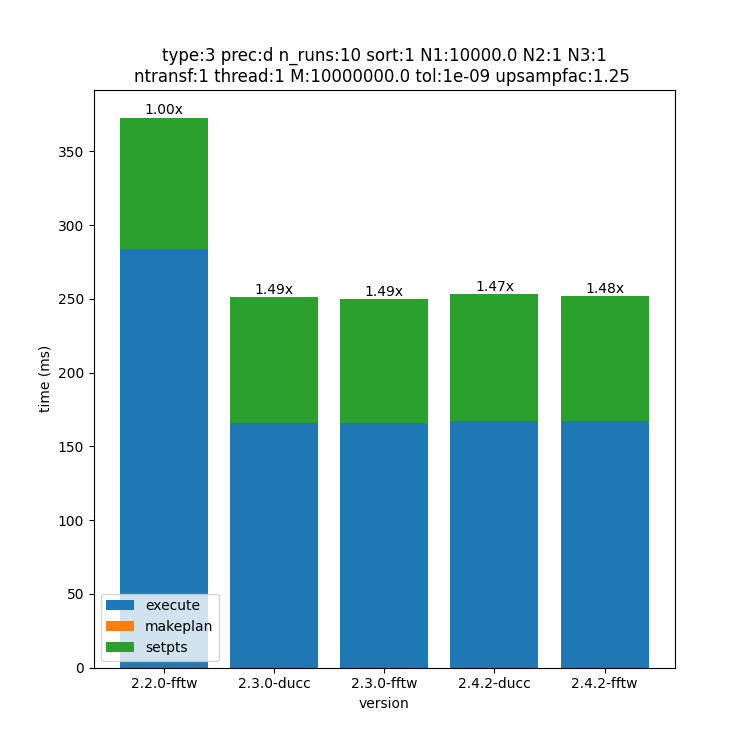 type:3 prec:d n_runs:10 sort:1 N1:10000.0 N2:1 N3:1
ntransf:1 thread:1 M:10000000.0 tol:1e-09 upsampfac:1.25
1.00x
1.49x
1.49x
1.47x
1.48x
350
300
250
200
150
100
50
0
time (ms)
execute
makeplan
setpts
2.2.0-fftw
2.3.0-ducc
2.3.0-fftw
2.4.2-ducc
2.4.2-fftw
version